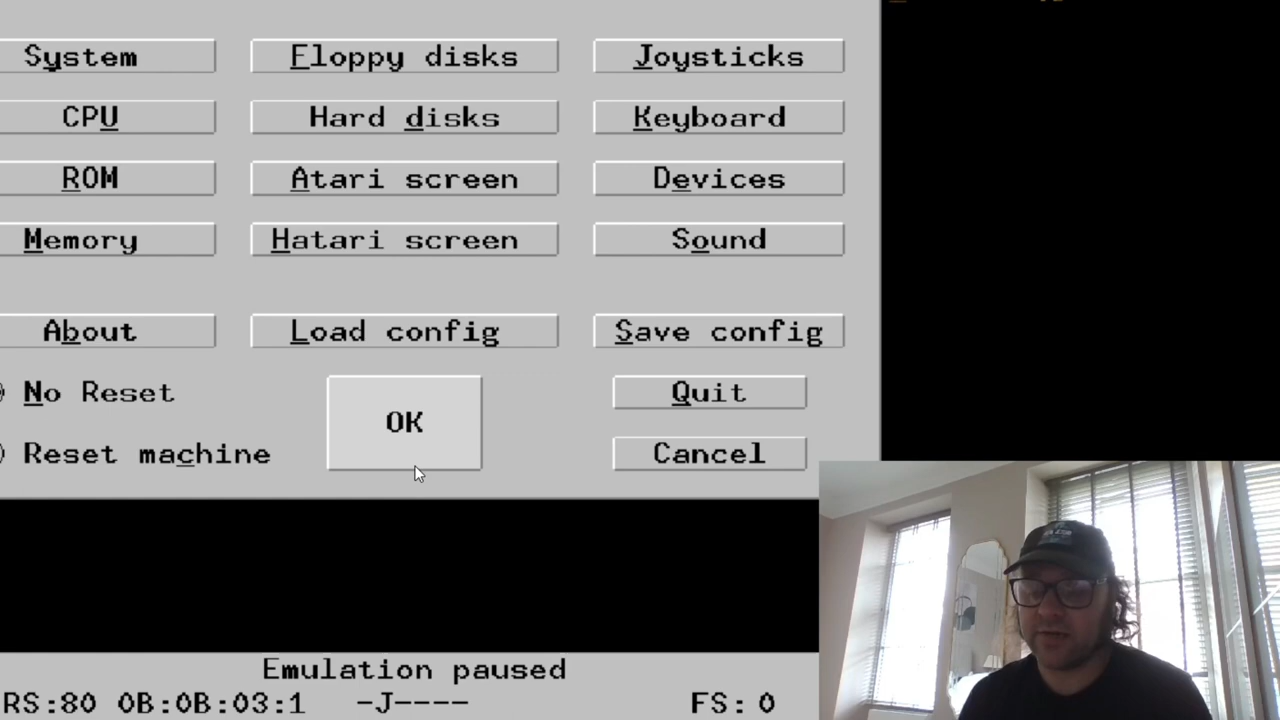 System Floppy disks Joysticks
CPU Hard disks Keyboard
ROM Atari screen Devices
Memory Hatari screen Sound
About Load config Save config
No Reset OK Quit
Reset machine Cancel
Emulation paused
RS:80 0B:0B:03:1 -J---- FS: 0